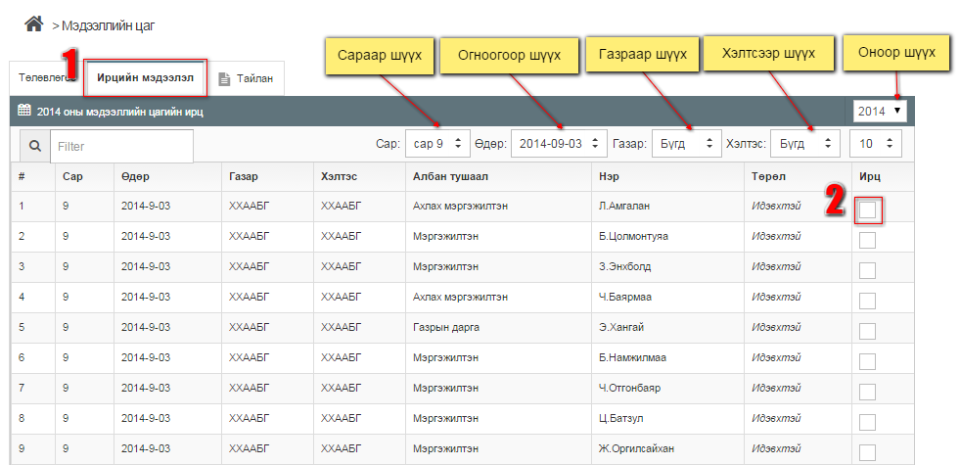 > Мэдээллийн цаг
1
Сараар шүүх
Огноогоор шүүх
Газраар шүүх
Хэлтсээр шүүх
Оноор шүүх
Ирцийн мэдээлэл
Тайлан
2014 оны мэдээллийн цагийн ирц
2014
Filter
Сар: сар 9 Өдөр: 2014-09-03 Газар: Бүгд Хэлтэс: Бүгд 10
# Сар Өдөр Газар Хэлтэс Албан тушаал Нэр Төрөл Ирц
2
1 9 2014-9-03 ХХААБГ ХХААБГ Ахлах мэргэжилтэн Л.Амгалан Идэвхтэй
2 9 2014-9-03 ХХААБГ ХХААБГ Мэргэжилтэн Б.Цолмонтуяа Идэвхтэй
3 9 2014-9-03 ХХААБГ ХХААБГ Мэргэжилтэн З.Энхболд Идэвхтэй
4 9 2014-9-03 ХХААБГ ХХААБГ Ахлах мэргэжилтэн Ч.Баярмаа Идэвхтэй
5 9 2014-9-03 ХХААБГ ХХААБГ Газрын дарга Э.Хангай Идэвхтэй
6 9 2014-9-03 ХХААБГ ХХААБГ Мэргэжилтэн Б.Намжилмаа Идэвхтэй
7 9 2014-9-03 ХХААБГ ХХААБГ Мэргэжилтэн Ч.Отгонбаяр Идэвхтэй
8 9 2014-9-03 ХХААБГ ХХААБГ Мэргэжилтэн Ц.Батзул Идэвхтэй
9 9 2014-9-03 ХХААБГ ХХААБГ Мэргэжилтэн Ж.Оргилсайхан Идэвхтэй